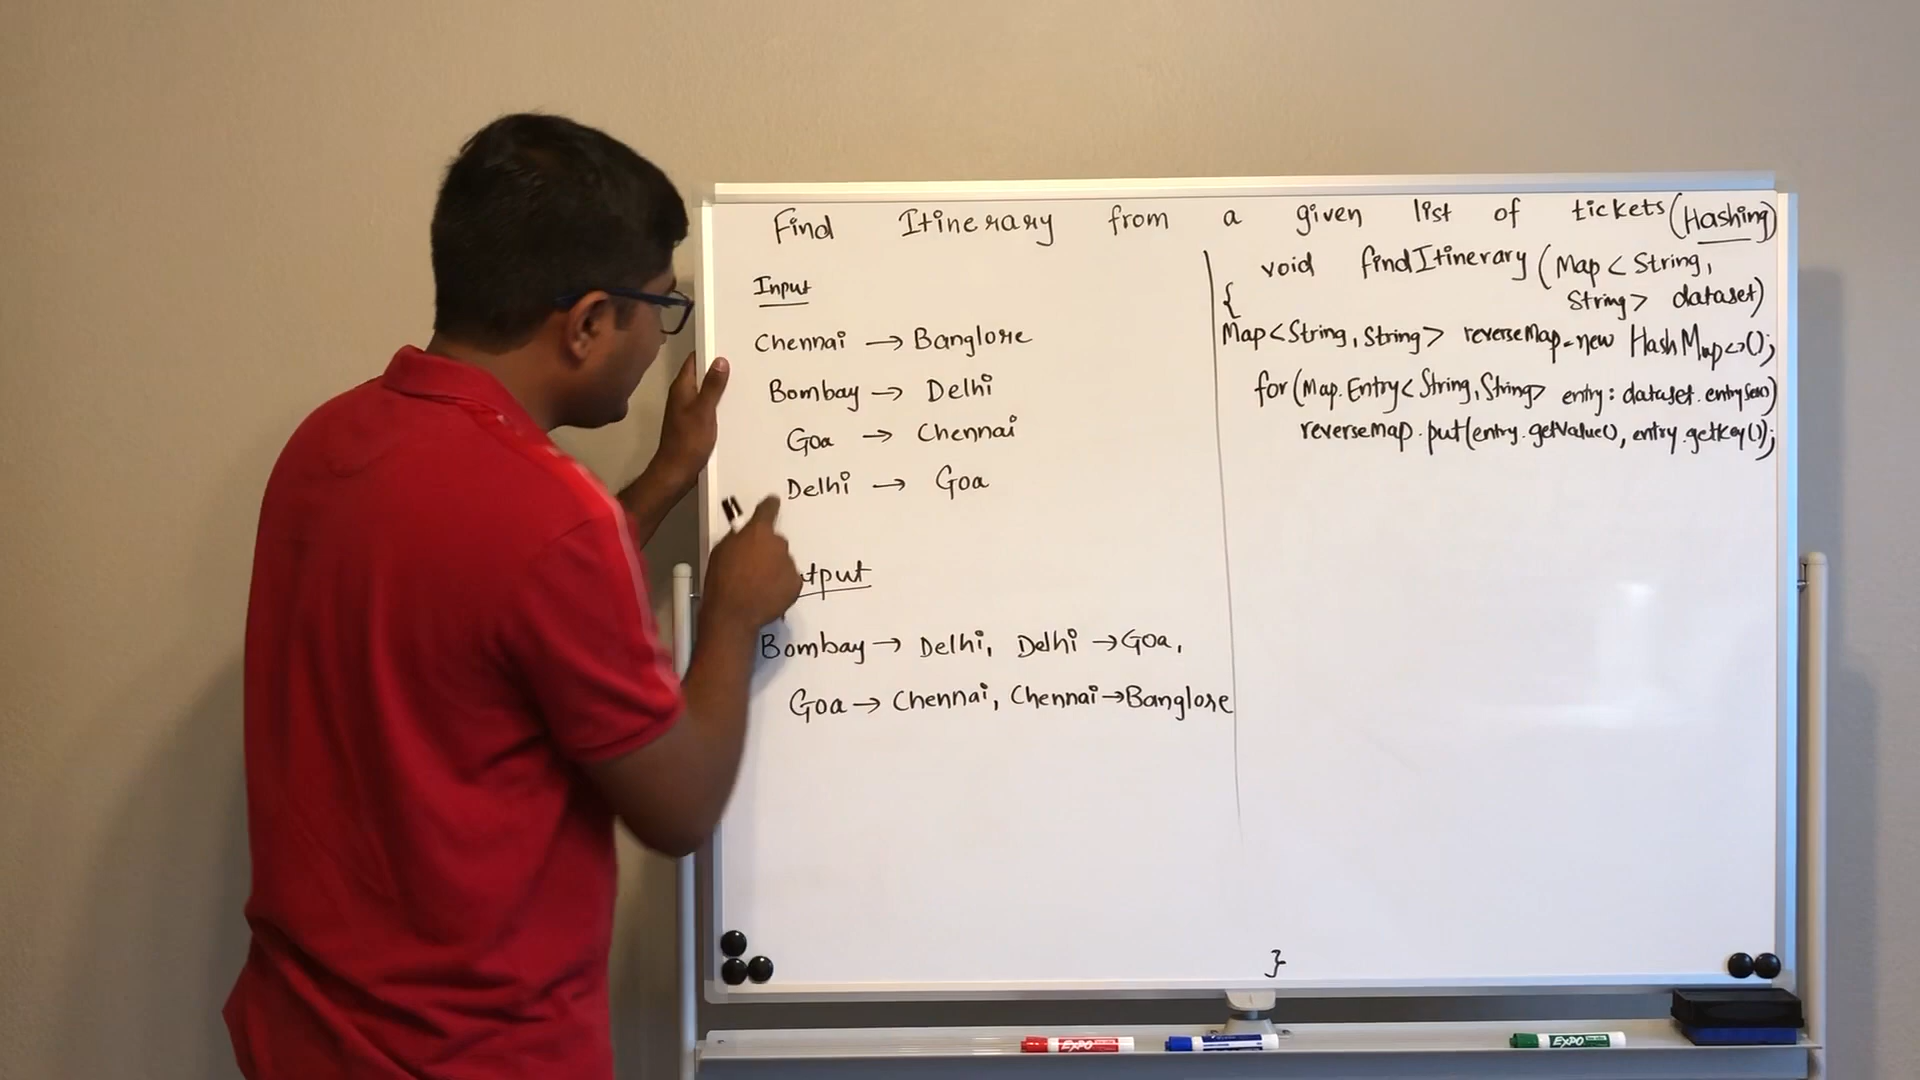 Find Itinerary from a given list of tickets (Hashing)
Input
Chennai → Banglore
Bombay → Delhi
Goa → Chennai
Delhi → Goa
tput
Bombay → Delhi, Delhi → Goa,
Goa → Chennai, Chennai → Banglore
void findItinerary (Map < String,
String > dataset)
{
Map<String, String> reverseMap = new HashMap<>();
for (Map.Entry< String, String> entry : dataset.entrySet())
reverseMap.put(entry.getValue(), entry.getKey());
}
EXPO
EXPO